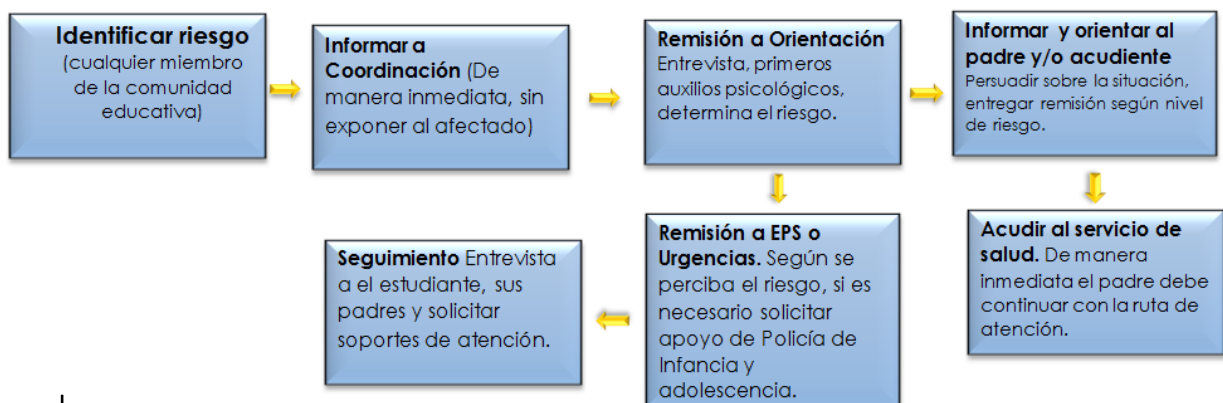 Identificar riesgo
(cualquier miembro
de la comunidad
educativa)
Informar a
Coordinación (De
manera inmediata, sin
exponer al afectado)
Remisión a Orientación
Entrevista, primeros
auxilios psicológicos,
determina el riesgo.
Informar y orientar al
padre y/o acudiente
Persuadir sobre la situación,
entregar remisión según nivel
de riesgo.
Seguimiento Entrevista
a el estudiante, sus
padres y solicitar
soportes de atención.
Remisión a EPS o
Urgencias. Según se
perciba el riesgo, si es
necesario solicitar
apoyo de Policía de
Infancia y
adolescencia.
Acudir al servicio de
salud. De manera
inmediata el padre debe
continuar con la ruta de
atención.